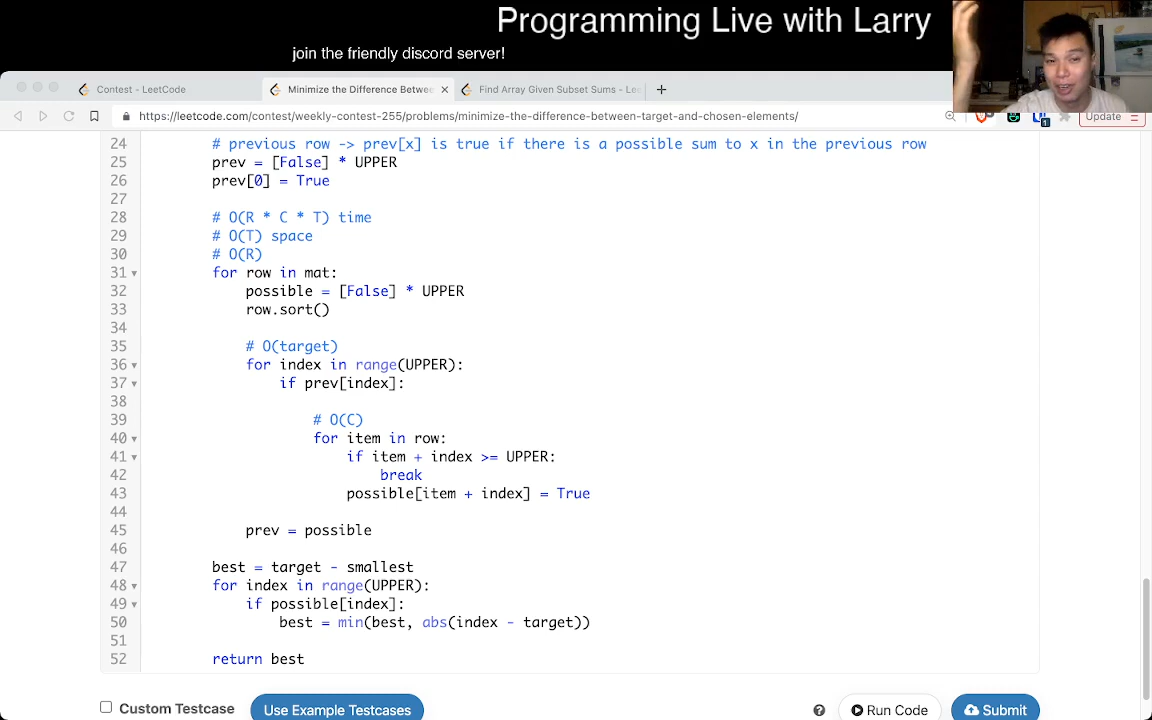 Programming Live with Larry
join the friendly discord server!
Contest - LeetCode
Minimize the Difference Betwee
Find Array Given Subset Sums - Lee
https://leetcode.com/contest/weekly-contest-255/problems/minimize-the-difference-between-target-and-chosen-elements/
1
Update
24 # previous row -> prev[x] is true if there is a possible sum to x in the previous row
25 prev = [False] * UPPER
26 prev[0] = True
27
28 # O(R * C * T) time
29 # O(T) space
30 # O(R)
31 for row in mat:
32 possible = [False] * UPPER
33 row.sort()
34
35 # O(target)
36 for index in range(UPPER):
37 if prev[index]:
38
39 # O(C)
40 for item in row:
41 if item + index >= UPPER:
42 break
43 possible[item + index] = True
44
45 prev = possible
46
47 best = target - smallest
48 for index in range(UPPER):
49 if possible[index]:
50 best = min(best, abs(index - target))
51
52 return best
Custom Testcase
Use Example Testcases
?
Run Code
Submit